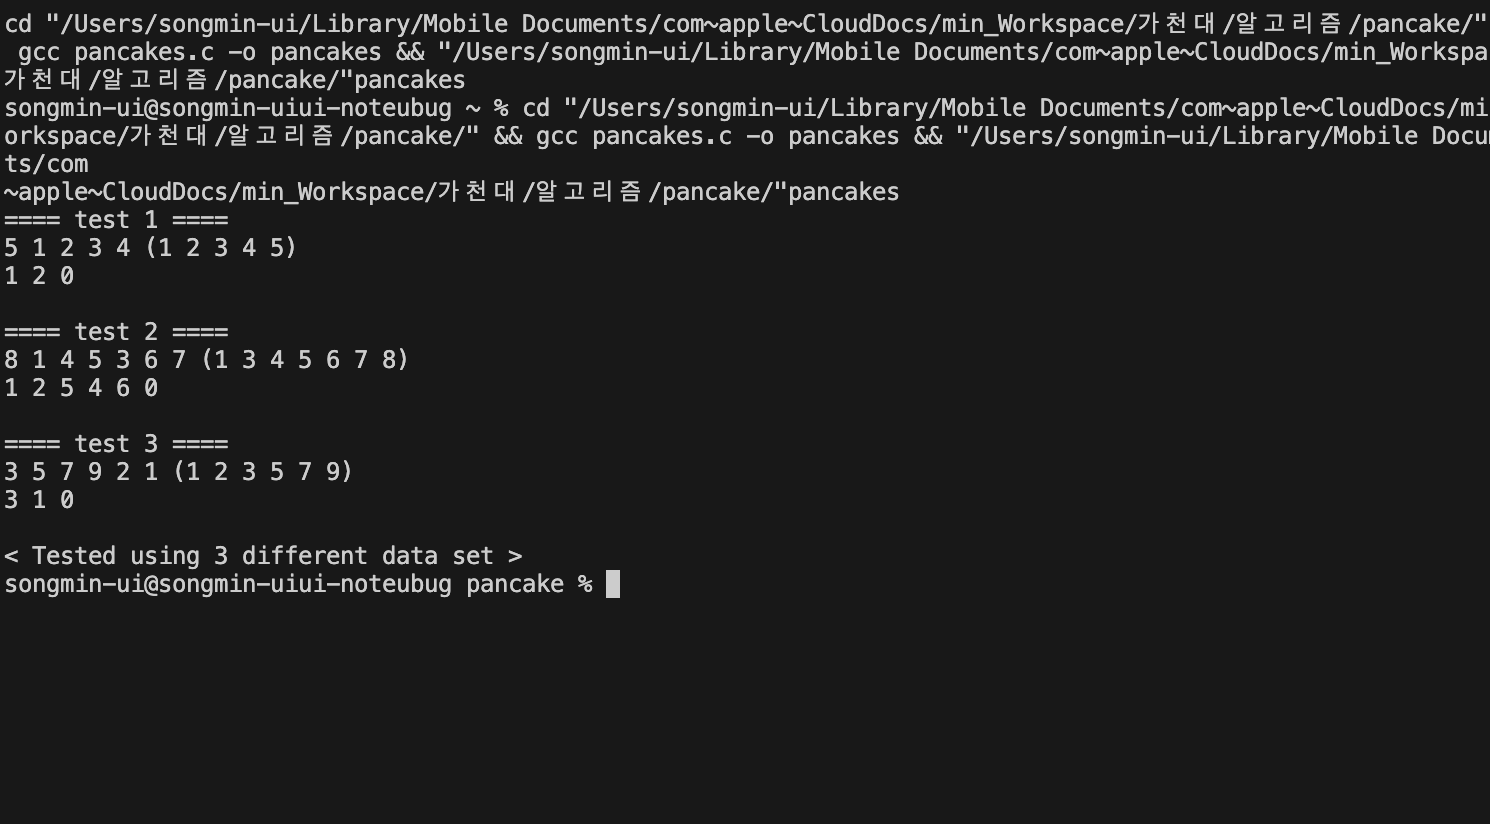 cd "/Users/songmin-ui/Library/Mobile Documents/com~apple~CloudDocs/min_Workspace/가천대/알고리즘/pancake/"
gcc pancakes.c -o pancakes && "/Users/songmin-ui/Library/Mobile Documents/com~apple~CloudDocs/min_Workspa
가천대/알고리즘/pancake/"pancakes
songmin-ui@songmin-uiui-noteubug ~ % cd "/Users/songmin-ui/Library/Mobile Documents/com~apple~CloudDocs/mi
orkspace/가천대/알고리즘/pancake/" && gcc pancakes.c -o pancakes && "/Users/songmin-ui/Library/Mobile Docu
ts/com
~apple~CloudDocs/min_Workspace/가천대/알고리즘/pancake/"pancakes
==== test 1 ====
5 1 2 3 4 (1 2 3 4 5)
1 2 0
==== test 2 ====
8 1 4 5 3 6 7 (1 3 4 5 6 7 8)
1 2 5 4 6 0
==== test 3 ====
3 5 7 9 2 1 (1 2 3 5 7 9)
3 1 0
< Tested using 3 different data set >
songmin-ui@songmin-uiui-noteubug pancake %